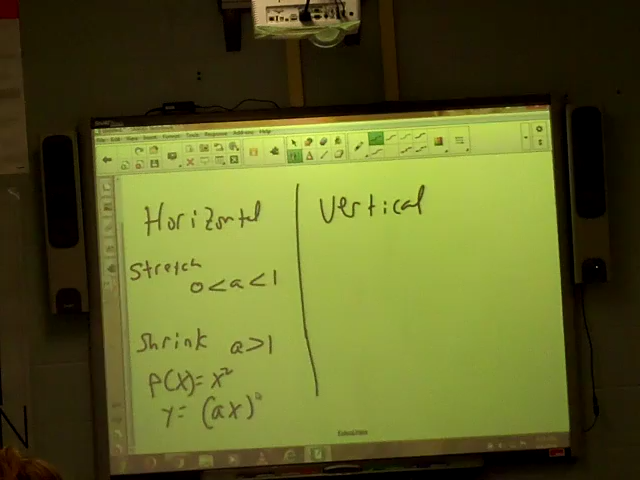 Horizontal
Vertical
Stretch
0<a<1
Shrink a>1
P(x)= x²
y= (ax)²